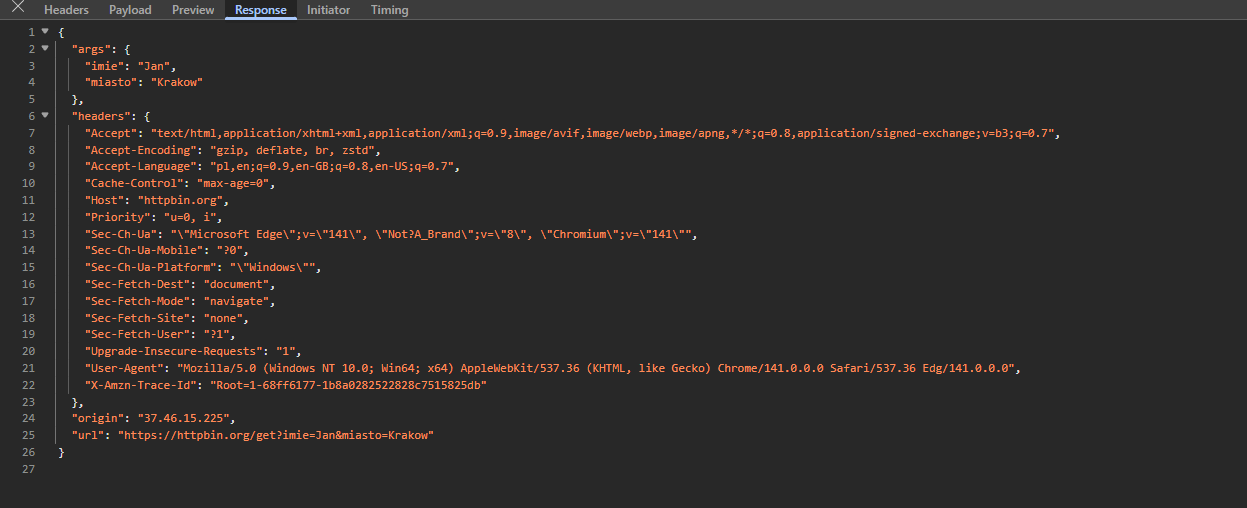 Headers Payload Preview Response Initiator Timing
1 {
2 "args": {
3 "imie": "Jan",
4 "miasto": "Krakow"
5 },
6 "headers": {
7 "Accept": "text/html,application/xhtml+xml,application/xml;q=0.9,image/avif,image/webp,image/apng,*/*;q=0.8,application/signed-exchange;v=b3;q=0.7",
8 "Accept-Encoding": "gzip, deflate, br, zstd",
9 "Accept-Language": "pl,en;q=0.9,en-GB;q=0.8,en-US;q=0.7",
10 "Cache-Control": "max-age=0",
11 "Host": "httpbin.org",
12 "Priority": "u=0, i",
13 "Sec-Ch-Ua": "\"Microsoft Edge\";v=\"141\", \"Not?A_Brand\";v=\"8\", \"Chromium\";v=\"141\"",
14 "Sec-Ch-Ua-Mobile": "?0",
15 "Sec-Ch-Ua-Platform": "\"Windows\"",
16 "Sec-Fetch-Dest": "document",
17 "Sec-Fetch-Mode": "navigate",
18 "Sec-Fetch-Site": "none",
19 "Sec-Fetch-User": "?1",
20 "Upgrade-Insecure-Requests": "1",
21 "User-Agent": "Mozilla/5.0 (Windows NT 10.0; Win64; x64) AppleWebKit/537.36 (KHTML, like Gecko) Chrome/141.0.0.0 Safari/537.36 Edg/141.0.0.0",
22 "X-Amzn-Trace-Id": "Root=1-68ff6177-1b8a0282522828c7515825db"
23 },
24 "origin": "37.46.15.225",
25 "url": "https://httpbin.org/get?imie=Jan&miasto=Krakow"
26 }
27